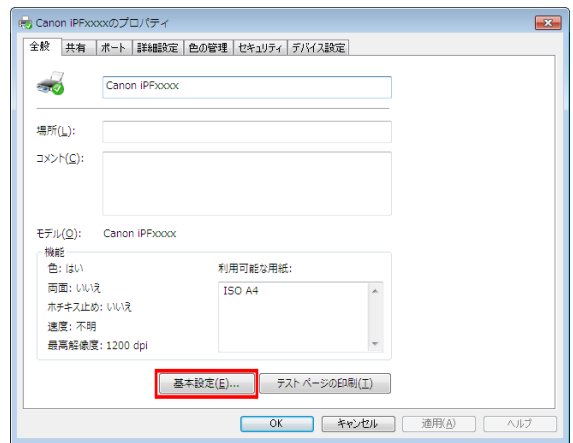 Canon iPFxxxxのプロパティ
全般 共有 ポート 詳細設定 色の管理 セキュリティ デバイス設定
Canon iPFxxxx
場所(L):
コメント(C):
モデル(O): Canon iPFxxxx
機能
色: はい 利用可能な用紙:
両面: いいえ ISO A4
ホチキス止め: いいえ
速度: 不明
最高解像度: 1200 dpi
基本設定(E)... テスト ページの印刷(T)
OK キャンセル 適用(A) ヘルプ